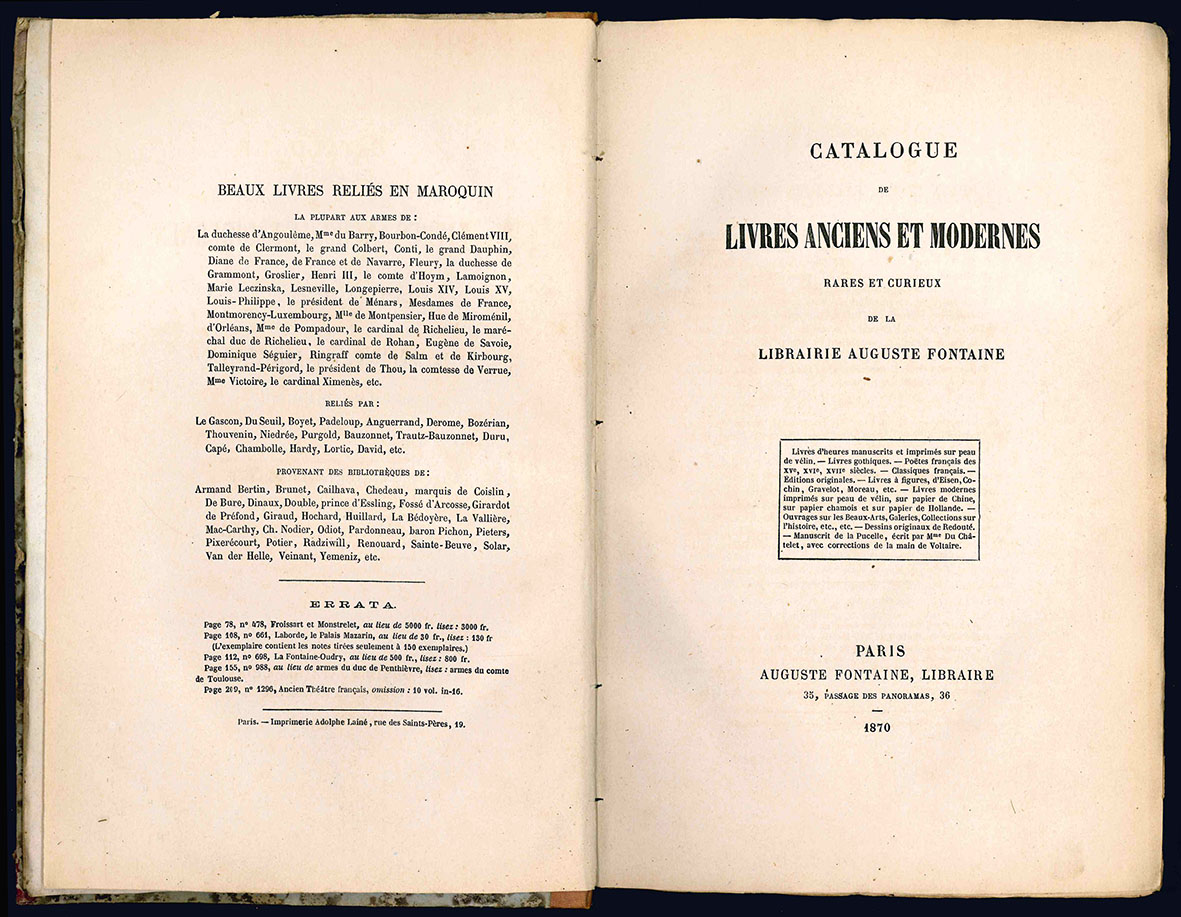 BEAUX LIVRES RELIÉS EN MAROQUIN
LA PLUPART AUX ARMES DE :
La duchesse d'Angoulême, Mme du Barry, Bourbon-Condé, Clément VIII,
comte de Clermont, le grand Colbert, Conti, le grand Dauphin,
Diane de France, de France et de Navarre, Fleury, la duchesse de
Grammont, Groslier, Henri III, le comte d'Hoym, Lamoignon,
Marie Leczinska, Lesneville, Longepierre, Louis XIV, Louis XV,
Louis-Philippe, le président de Ménars, Mesdames de France,
Montmorency-Luxembourg, Mlle de Montpensier, Hue de Miroménil,
d'Orléans, Mme de Pompadour, le cardinal de Richelieu, le maré-
chal duc de Richelieu, le cardinal de Rohan, Eugène de Savoie,
Dominique Séguier, Ringraff comte de Salm et de Kirbourg,
Talleyrand-Périgord, le président de Thou, la comtesse de Verrue,
Mme Victoire, le cardinal Ximenès, etc.
RELIÉS PAR :
Le Gascon, Du Seuil, Boyet, Padeloup, Anguerrand, Derome, Bozérian,
Thouvenin, Niedrée, Purgold, Bauzonnet, Trautz-Bauzonnet, Duru,
Capé, Chambolle, Hardy, Lortic, David, etc.
PROVENANT DES BIBLIOTHÈQUES DE :
Armand Bertin, Brunet, Cailhava, Chedeau, marquis de Coislin,
De Bure, Dinaux, Double, prince d'Essling, Fossé d'Arcosse, Girardot
de Préfond, Giraud, Hochard, Huillard, La Bédoyère, La Vallière,
Mac-Carthy, Ch. Nodier, Odiot, Pardonneau, baron Pichon, Pieters,
Pixerécourt, Potier, Radziwill, Renouard, Sainte-Beuve, Solar,
Van der Helle, Veinant, Yemeniz, etc.
ERRATA.
Page 78, no 478, Froissart et Monstrelet, au lieu de 5000 fr. lisez : 3000 fr.
Page 108, no 661, Laborde, le Palais Mazarin, au lieu de 30 fr., lisez : 130 fr
(L'exemplaire contient les notes tirées seulement à 150 exemplaires.)
Page 112, no 698, La Fontaine-Oudry, au lieu de 500 fr., lisez : 800 fr.
Page 155, no 988, au lieu de armes du duc de Penthièvre, lisez : armes du comte
de Toulouse.
Page 209, no 1296, Ancien Théâtre français, omission : 10 vol. in-16.
Paris. — Imprimerie Adolphe Lainé, rue des Saints-Pères, 19.
CATALOGUE
DE
LIVRES ANCIENS ET MODERNES
RARES ET CURIEUX
DE LA
LIBRAIRIE AUGUSTE FONTAINE
Livres d'heures manuscrits et imprimés sur peau
de vélin. — Livres gothiques. — Poëtes français des
XVe, XVIe, XVIIe siècles. — Classiques français. —
Editions originales. — Livres à figures, d'Eisen, Co-
chin, Gravelot, Moreau, etc. — Livres modernes
imprimés sur peau de vélin, sur papier de Chine,
sur papier chamois et sur papier de Hollande. —
Ouvrages sur les Beaux-Arts, Galeries, Collections sur
l'histoire, etc., etc. — Dessins originaux de Redouté.
— Manuscrit de la Pucelle, écrit par Mme Du Châ-
telet, avec corrections de la main de Voltaire.
PARIS
AUGUSTE FONTAINE, LIBRAIRE
35, PASSAGE DES PANORAMAS, 36
1870